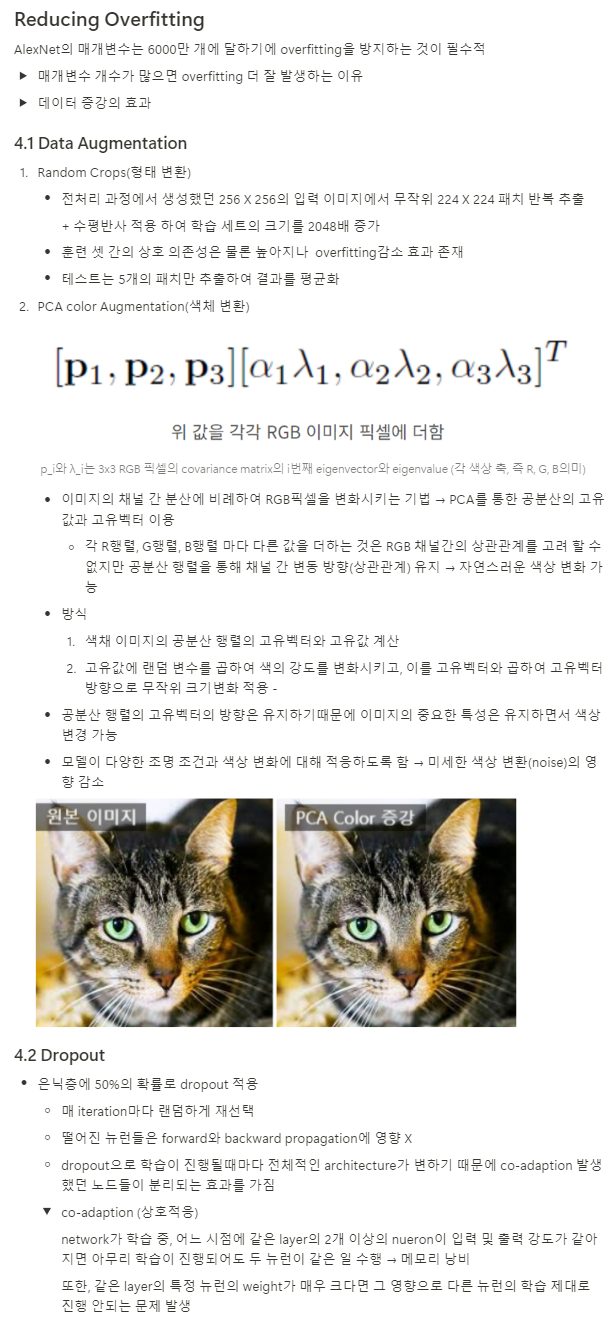 Reducing Overfitting
AlexNet의 매개변수는 6000만 개에 달하기에 overfitting을 방지하는 것이 필수적
▶ 매개변수 개수가 많으면 overfitting 더 잘 발생하는 이유
▶ 데이터 증강의 효과
4.1 Data Augmentation
1. Random Crops(형태 변환)
• 전처리 과정에서 생성했던 256 X 256의 입력 이미지에서 무작위 224 X 224 패치 반복 추출
+ 수평반사 적용 하여 학습 세트의 크기를 2048배 증가
• 훈련 셋 간의 상호 의존성은 물론 높아지나 overfitting감소 효과 존재
• 테스트는 5개의 패치만 추출하여 결과를 평균화
2. PCA color Augmentation(색체 변환)
[p₁, p₂, p₃][α₁λ₁, α₂λ₂, α₃λ₃]ᵀ
위 값을 각각 RGB 이미지 픽셀에 더함
p_i와 λ_i는 3x3 RGB 픽셀의 covariance matrix의 i번째 eigenvector와 eigenvalue (각 색상 축, 즉 R, G, B의미)
• 이미지의 채널 간 분산에 비례하여 RGB픽셀을 변화시키는 기법 → PCA를 통한 공분산의 고유
값과 고유벡터 이용
◦ 각 R행렬, G행렬, B행렬 마다 다른 값을 더하는 것은 RGB 채널간의 상관관계를 고려 할 수
없지만 공분산 행렬을 통해 채널 간 변동 방향(상관관계) 유지 → 자연스러운 색상 변화 가
능
• 방식
1. 색채 이미지의 공분산 행렬의 고유벡터와 고유값 계산
2. 고유값에 랜덤 변수를 곱하여 색의 강도를 변화시키고, 이를 고유벡터와 곱하여 고유벡터
방향으로 무작위 크기변화 적용 -
• 공분산 행렬의 고유벡터의 방향은 유지하기때문에 이미지의 중요한 특성은 유지하면서 색상
변경 가능
• 모델이 다양한 조명 조건과 색상 변화에 대해 적응하도록 함 → 미세한 색상 변환(noise)의 영
향 감소
원본 이미지
PCA Color 증강
4.2 Dropout
• 은닉층에 50%의 확률로 dropout 적용
◦ 매 iteration마다 랜덤하게 재선택
◦ 떨어진 뉴런들은 forward와 backward propagation에 영향 X
◦ dropout으로 학습이 진행될때마다 전체적인 architecture가 변하기 때문에 co-adaption 발생
했던 노드들이 분리되는 효과를 가짐
▼ co-adaption (상호적응)
network가 학습 중, 어느 시점에 같은 layer의 2개 이상의 nueron이 입력 및 출력 강도가 같아
지면 아무리 학습이 진행되어도 두 뉴런이 같은 일 수행 → 메모리 낭비
또한, 같은 layer의 특정 뉴런의 weight가 매우 크다면 그 영향으로 다른 뉴런의 학습 제대로
진행 안되는 문제 발생